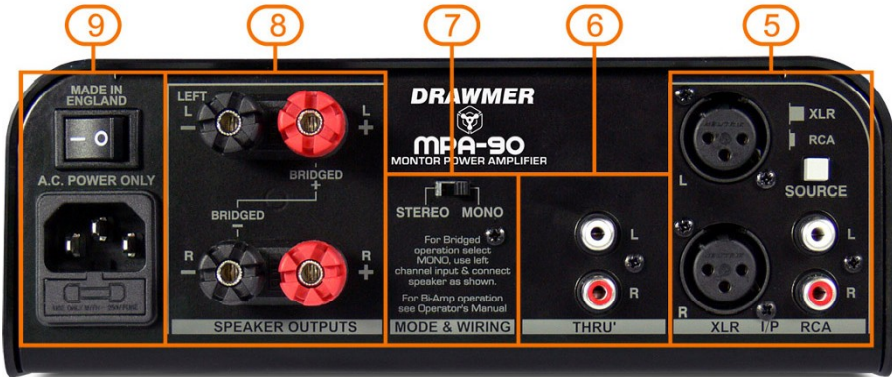 9
8
7
6
5
MADE IN
ENGLAND
– O
A.C. POWER ONLY
LEFT
L
–
L
+
BRIDGED
+
BRIDGED
–
R
–
R
+
SPEAKER OUTPUTS
DRAWMER
MPA-90
MONTOR POWER AMPLIFIER
STEREO MONO
For Bridged
operation select
MONO, use left
channel input & connect
speaker as shown.
For Bi-Amp operation
see Operator's Manual
MODE & WIRING
L
R
THRU'
XLR
RCA
SOURCE
L
L
R
R
XLR I/P RCA